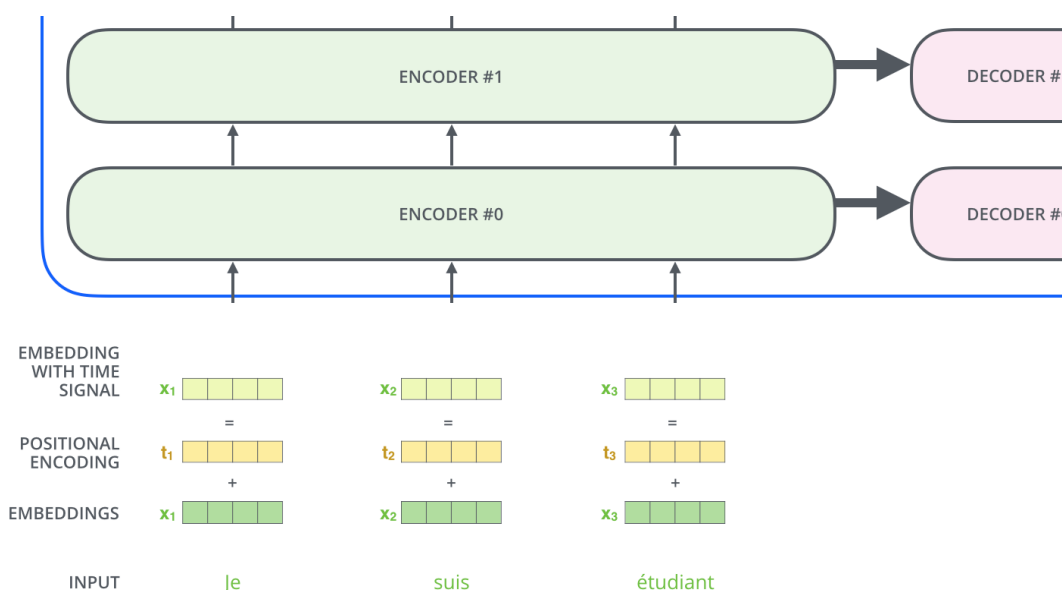 ENCODER #1
DECODER #
ENCODER #0
DECODER #
EMBEDDING
WITH TIME
SIGNAL
x₁
x₂
x₃
=
=
=
POSITIONAL
ENCODING
t₁
t₂
t₃
+
+
+
EMBEDDINGS
x₁
x₂
x₃
INPUT
le
suis
étudiant